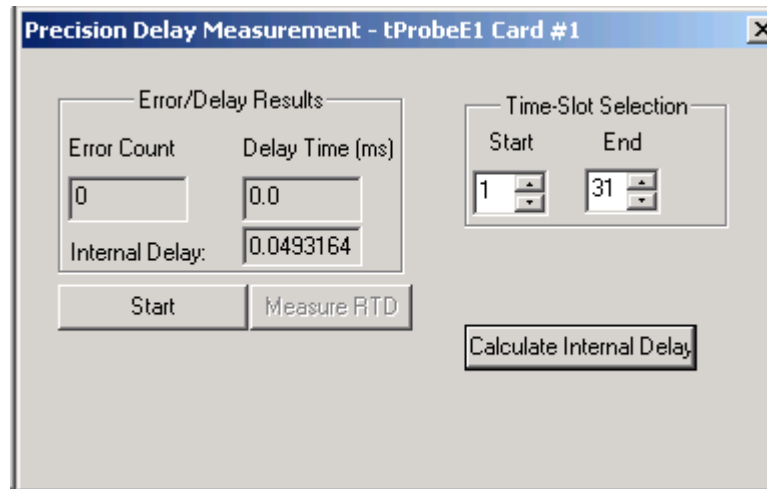 Precision Delay Measurement - tProbeE1 Card #1
Error/Delay Results
Error Count Delay Time (ms)
0 0.0
Internal Delay: 0.0493164
Start Measure RTD
Time-Slot Selection
Start End
1 31
Calculate Internal Delay